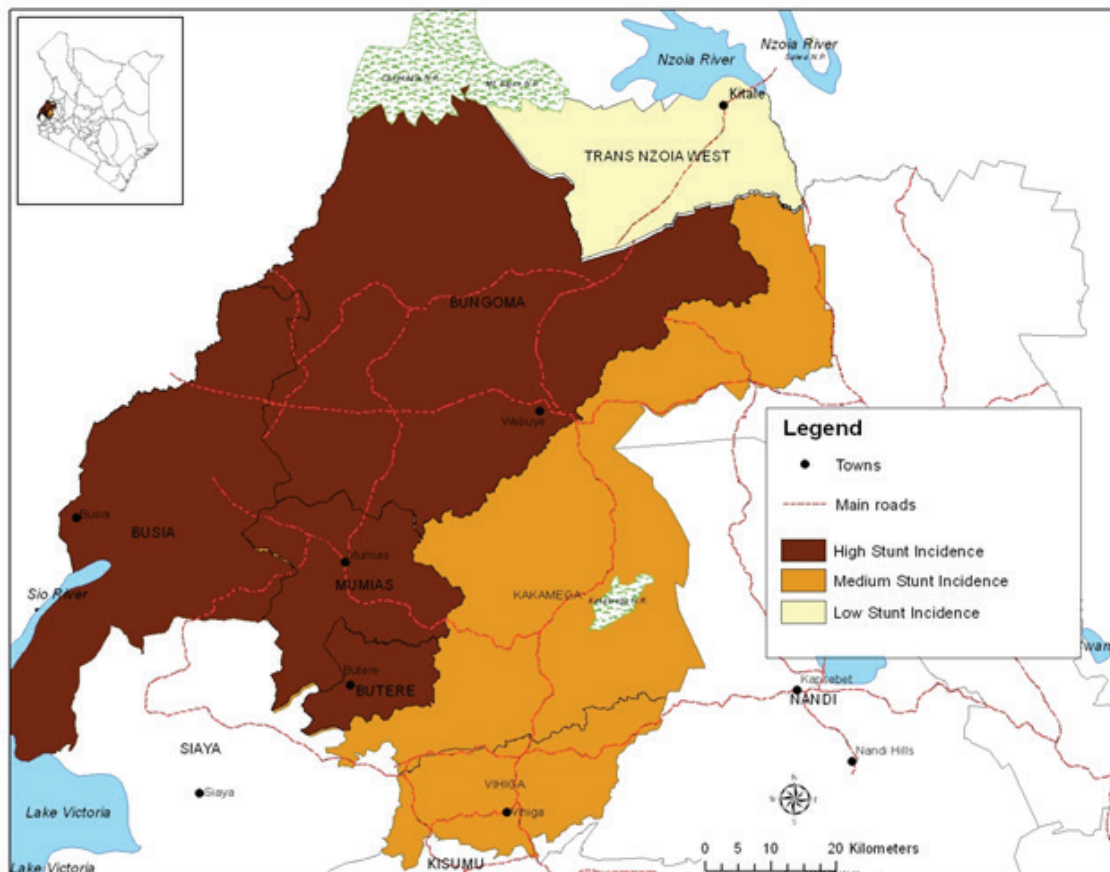 Nzoia River
Nzoia River
Kitale
TRANS NZOIA WEST
BUNGOMA
Webuye
Legend
Towns
Main roads
High Stunt Incidence
Medium Stunt Incidence
Low Stunt Incidence
Busia
BUSIA
Mumias
MUMIAS
KAKAMEGA
Sio River
Butere
BUTERE
Kapsabet
NANDI
SIAYA
Nandi Hills
VIHIGA
Siaya
Vihiga
Lake Victoria
KISUMU
0 5 10 20 Kilometers
Lake Victoria